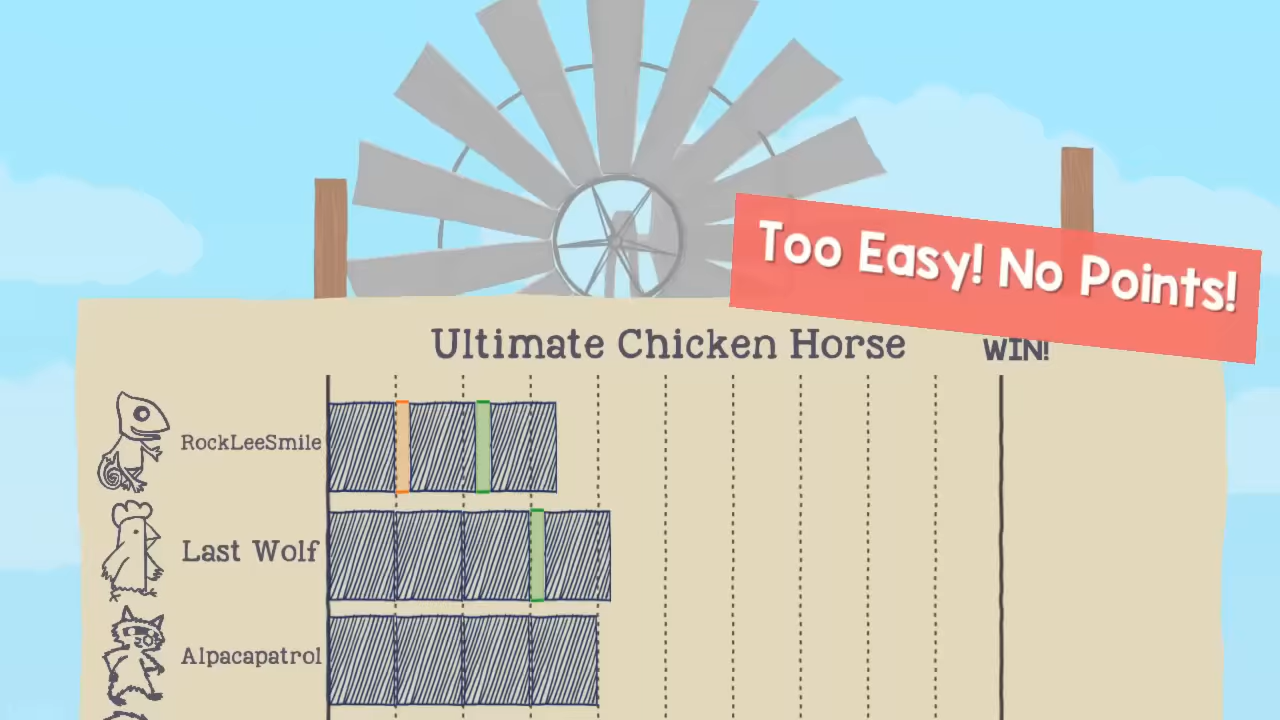 Too Easy! No Points!
Ultimate Chicken Horse
WIN!
RockLeeSmile
Last Wolf
Alpacapatrol